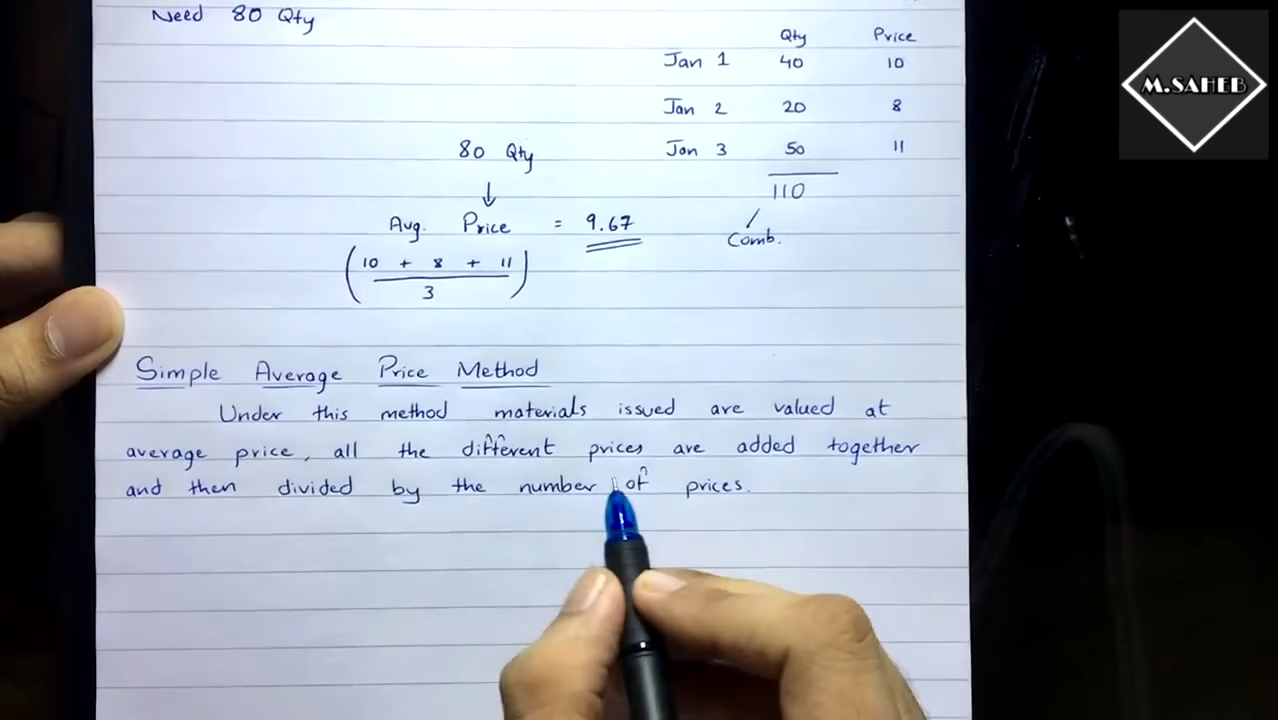 Need 80 Qty
Qty Price
Jan 1 40 10
Jan 2 20 8
Jan 3 50 11
110
Comb.
80 Qty
↓
Avg. Price = 9.67
(10 + 8 + 11)
3
Simple Average Price Method
Under this method materials issued are valued at
average price, all the different prices are added together
and then divided by the number of prices.
M.SAHEB